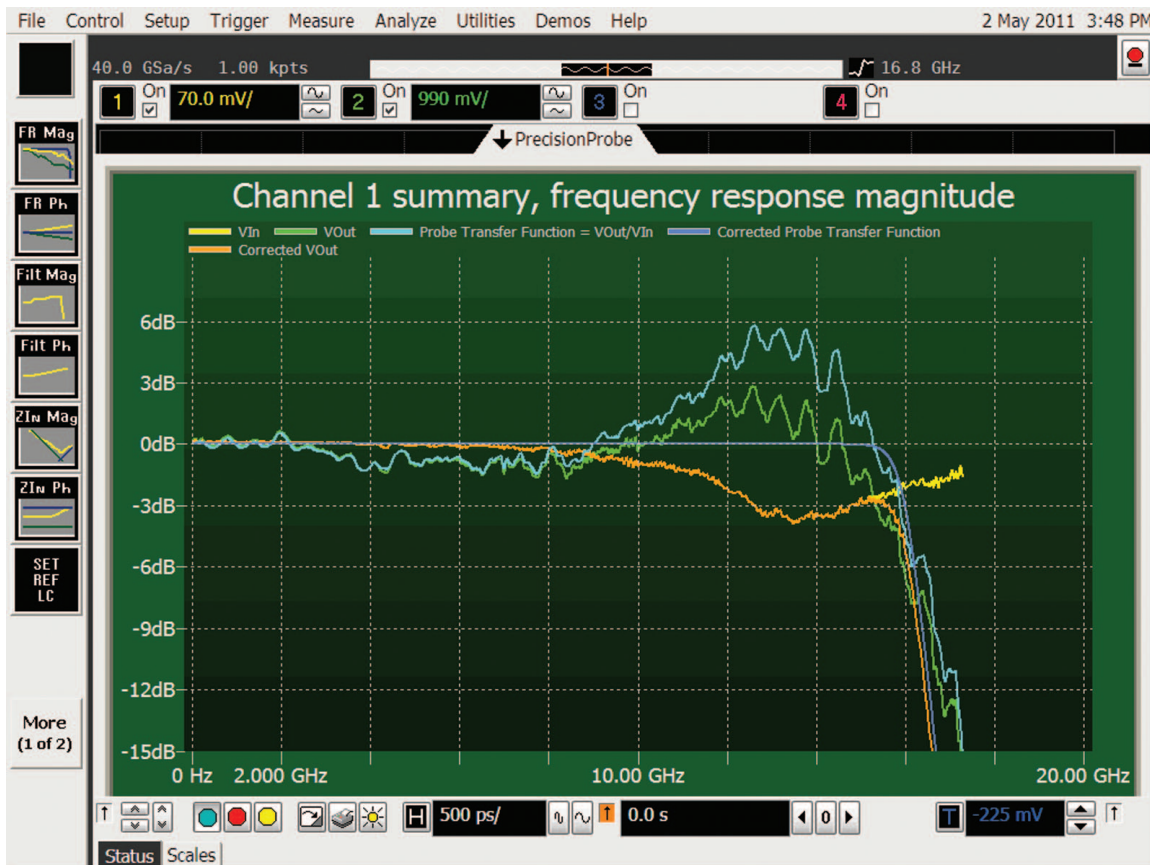 File Control Setup Trigger Measure Analyze Utilities Demos Help 2 May 2011 3:48 PM
40.0 GSa/s 1.00 kpts 16.8 GHz
1 On 70.0 mV/ 2 On 990 mV/ 3 On 4 On
PrecisionProbe
FR Mag
FR Ph
Filt Mag
Filt Ph
ZIn Mag
ZIn Ph
SET
REF
LC
More
(1 of 2)
Channel 1 summary, frequency response magnitude
VIn VOut Probe Transfer Function = VOut/VIn Corrected Probe Transfer Function
Corrected VOut
6dB
3dB
0dB
-3dB
-6dB
-9dB
-12dB
-15dB
0 Hz 2.000 GHz 10.00 GHz 20.00 GHz
H 500 ps/ 0.0 s 0 T -225 mV
Status Scales